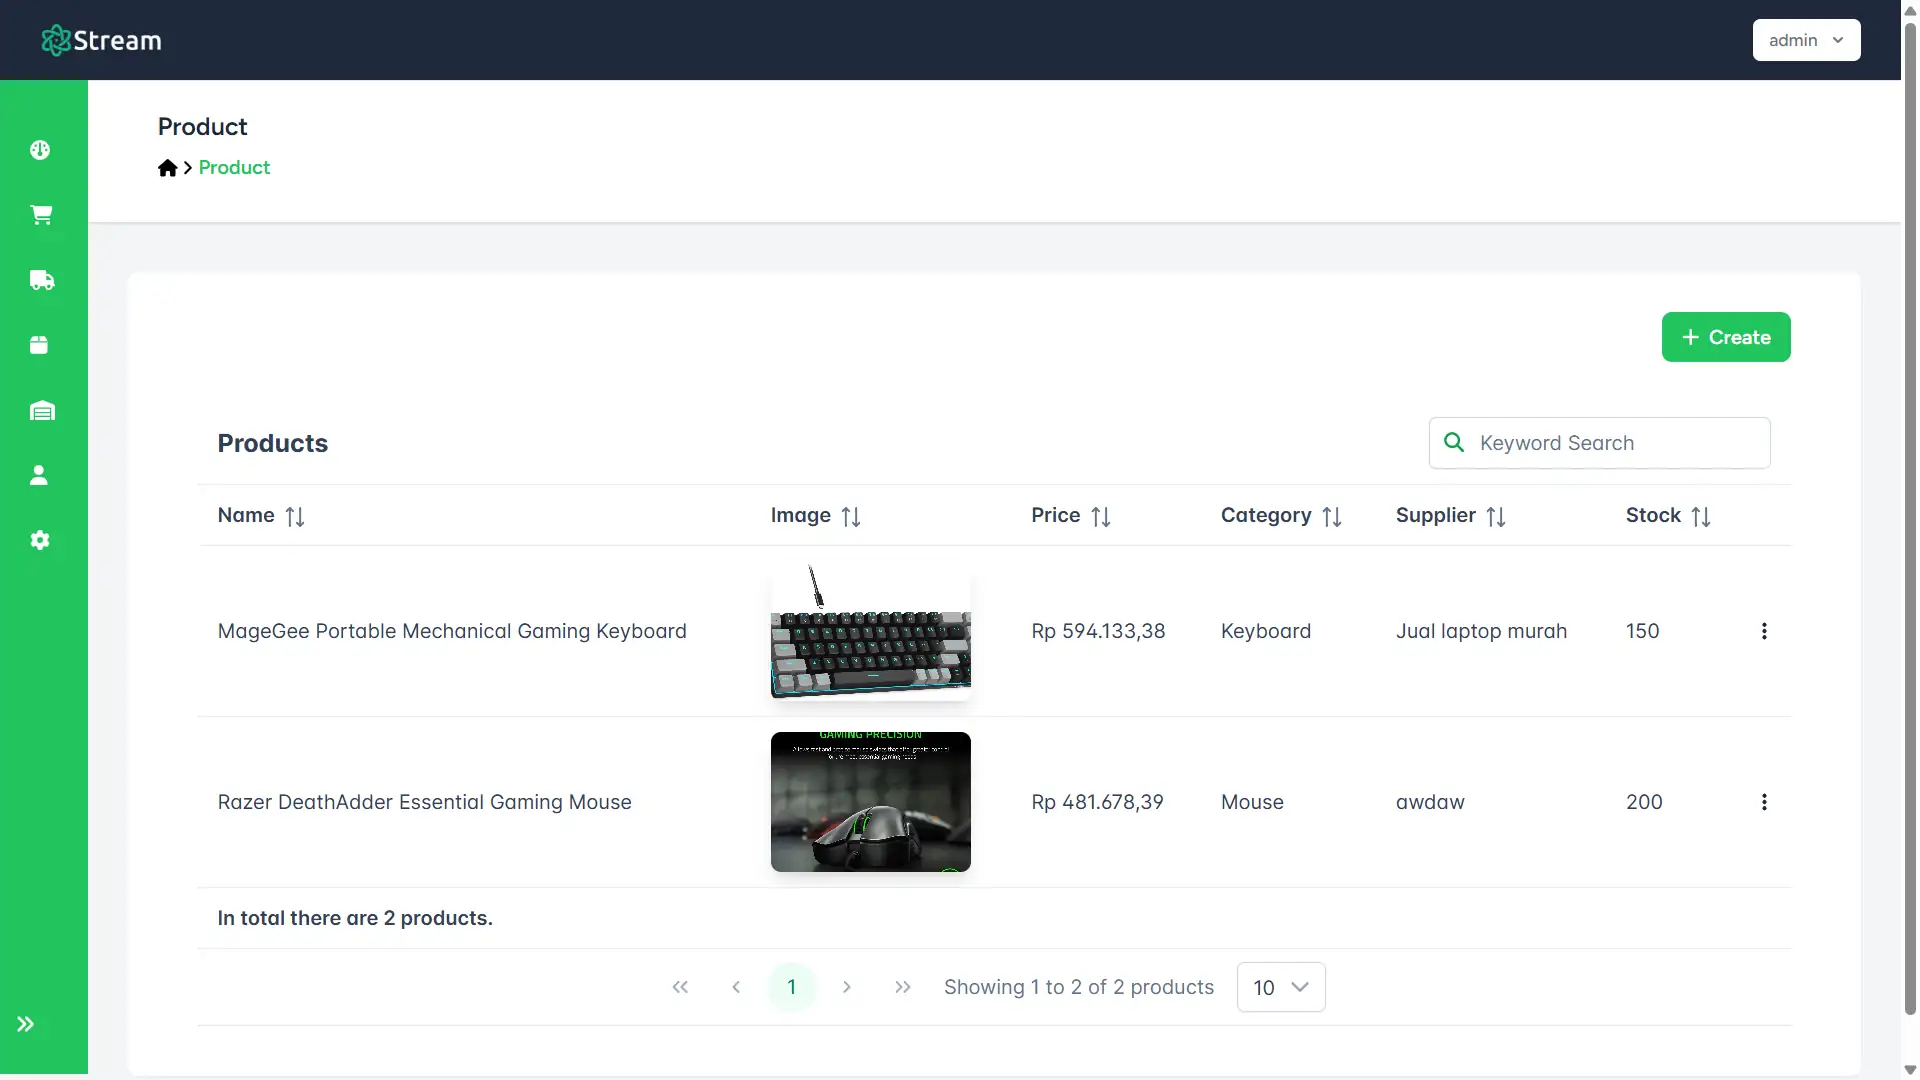 Stream
admin
Product
Product
Create
Products
Keyword Search
Name Image Price Category Supplier Stock
MageGee Portable Mechanical Gaming Keyboard Rp 594.133,38 Keyboard Jual laptop murah 150
GAMING PRECISION
Razer DeathAdder Essential Gaming Mouse Rp 481.678,39 Mouse awdaw 200
In total there are 2 products.
1 Showing 1 to 2 of 2 products 10